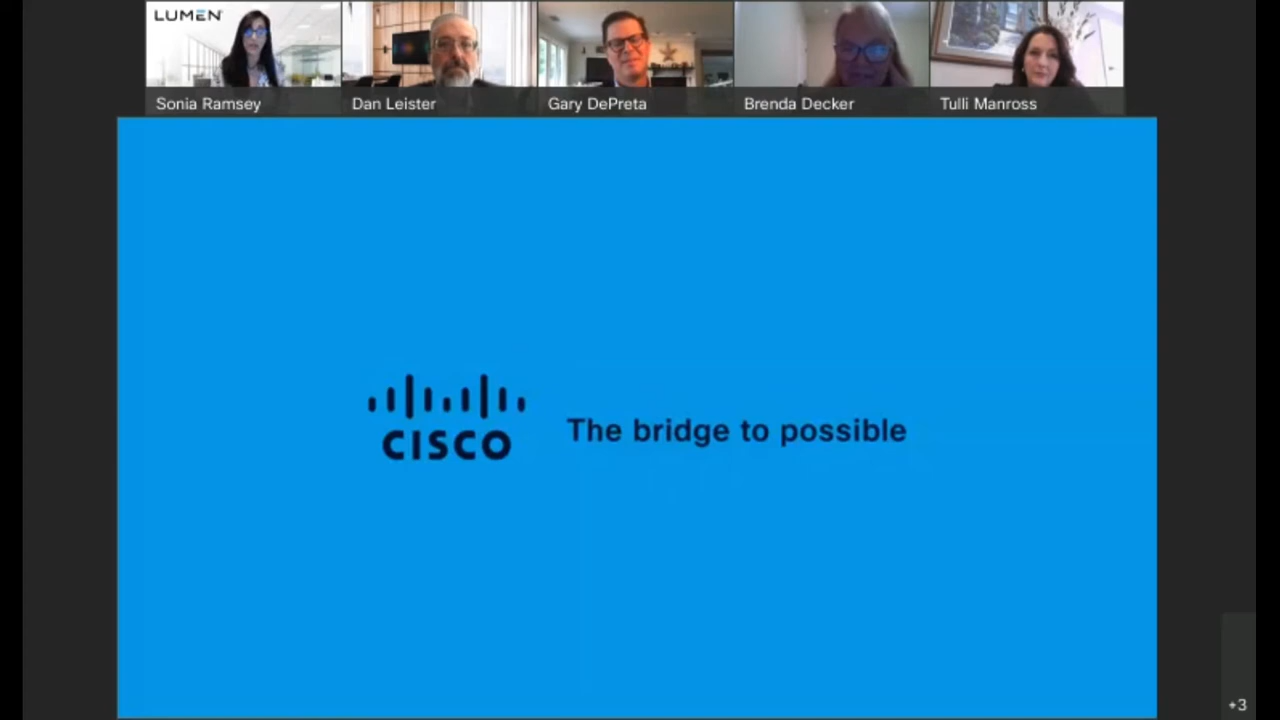 LUMEN
Sonia Ramsey
Dan Leister
Gary DePreta
Brenda Decker
Tulli Manross
CISCO
The bridge to possible
+3